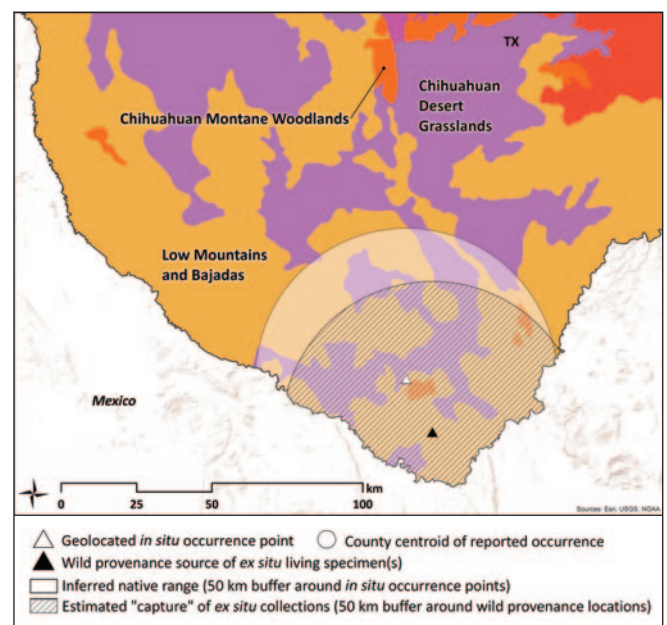 TX
Chihuahuan
Desert
Grasslands
Chihuahuan Montane Woodlands
Low Mountains
and Bajadas
Mexico
km
0 25 50 100
Sources: Esri, USGS, NOAA
Geolocated in situ occurrence point County centroid of reported occurrence
Wild provenance source of ex situ living specimen(s)
Inferred native range (50 km buffer around in situ occurrence points)
Estimated "capture" of ex situ collections (50 km buffer around wild provenance locations)